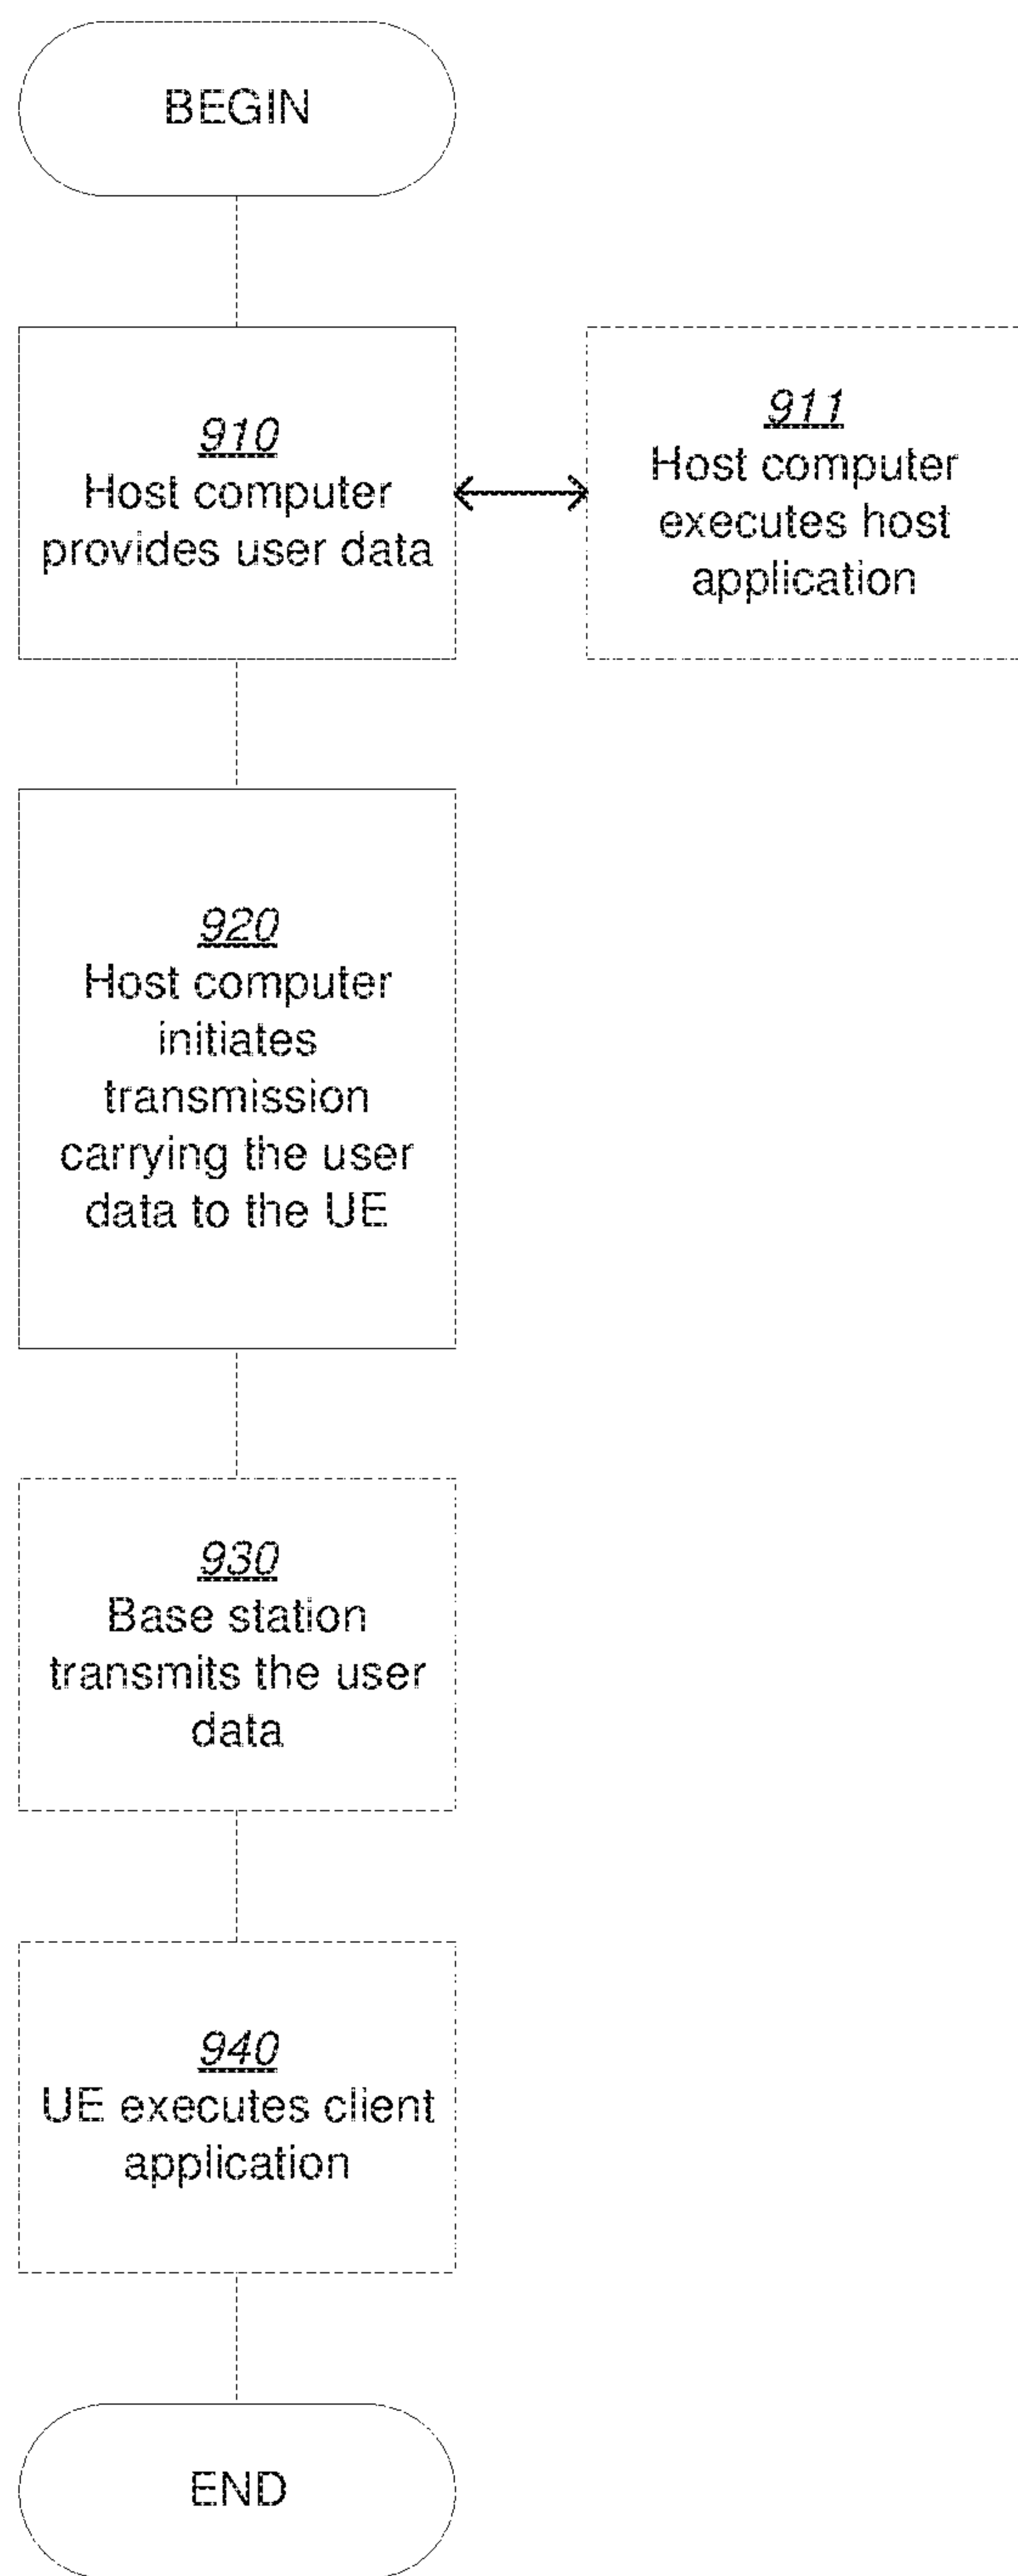 BEGIN
910
Host computer
provides user data
911
Host computer
executes host
application
920
Host computer
initiates
transmission
carrying the user
data to the UE
930
Base station
transmits the user
data
940
UE executes client
application
END